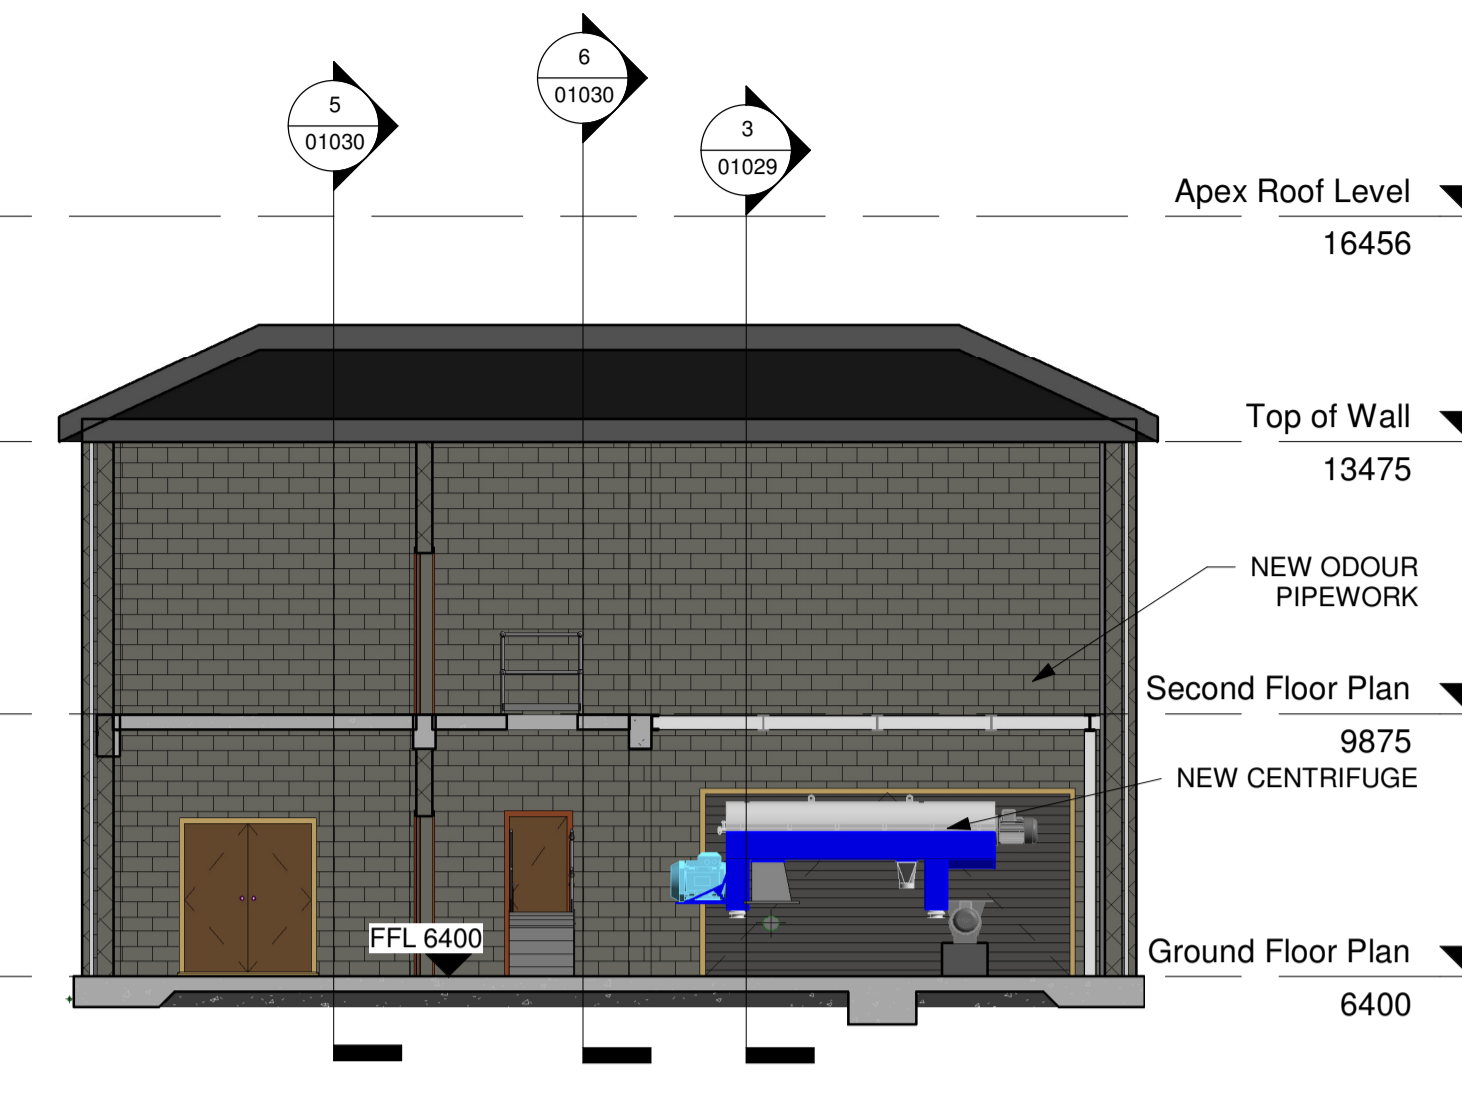 6
01030
5
01030
3
01029
Apex Roof Level
16456
Top of Wall
13475
NEW ODOUR
PIPEWORK
Second Floor Plan
9875
NEW CENTRIFUGE
FFL 6400
Ground Floor Plan
6400